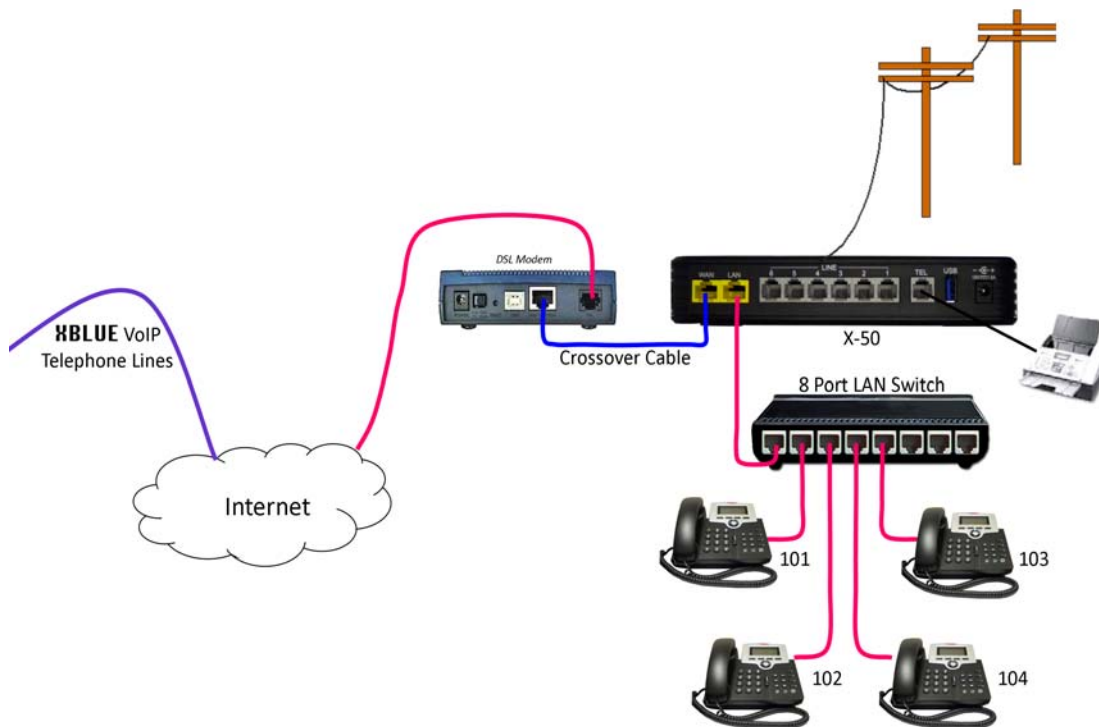 DSL Modem
XBLUE VoIP
Telephone Lines
Internet
Crossover Cable
WAN
LAN
LINE
6 5 4 3 2 1
TEL
USB
X-50
8 Port LAN Switch
101
103
102
104